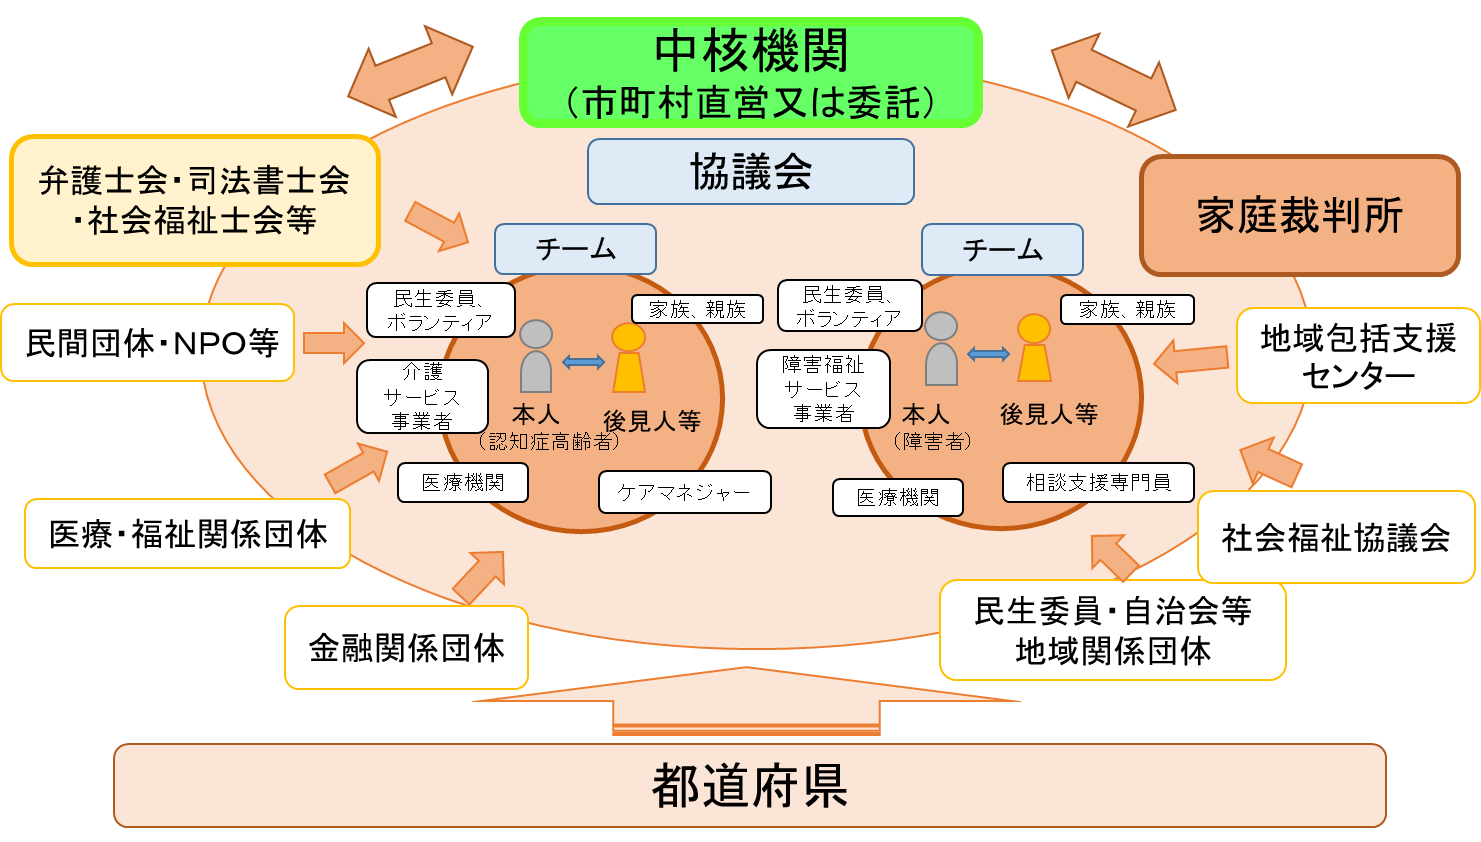 中核機関
（市町村直営又は委託）
協議会
弁護士会・司法書士会
・社会福祉士会等
家庭裁判所
チーム
民生委員、
ボランティア
家族、親族
介護
サービス
事業者
本人
（認知症高齢者）
後見人等
医療機関
ケアマネジャー
チーム
民生委員、
ボランティア
家族、親族
障害福祉
サービス
事業者
本人
（障害者）
後見人等
医療機関
相談支援専門員
民間団体・NPO等
地域包括支援
センター
医療・福祉関係団体
社会福祉協議会
金融関係団体
民生委員・自治会等
地域関係団体
都道府県